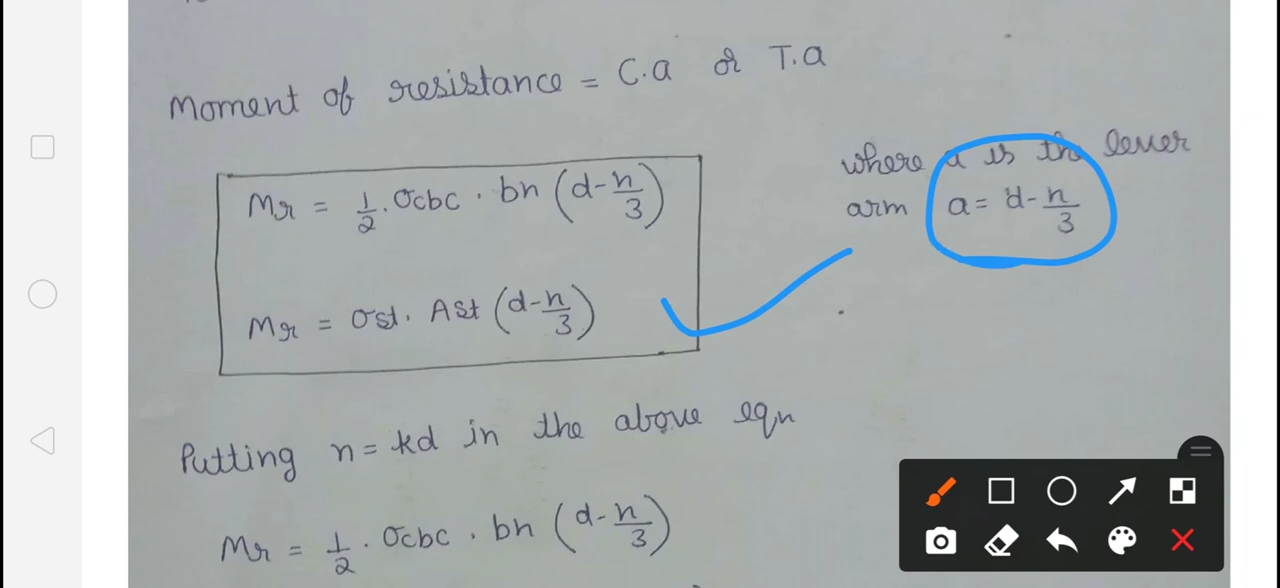 Moment of resistance = C.a or T.a
where a is the lever
arm a = d - n/3
Mr = 1/2 . σcbc . bn (d - n/3)
Mr = σst . Ast (d - n/3)
Putting n = kd in the above eqn
Mr = 1/2 . σcbc . bn (d - n/3)